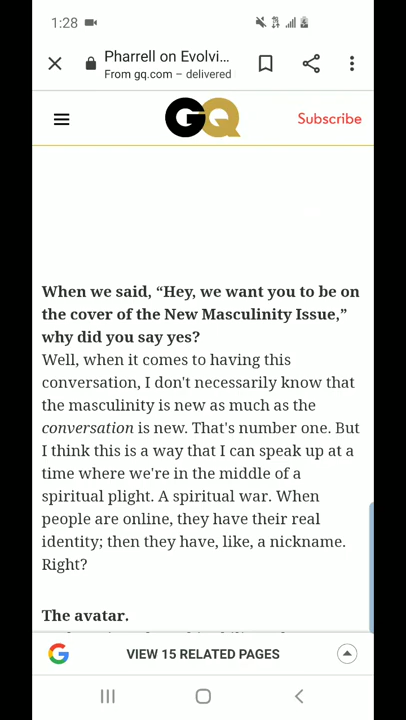 1:28
Pharrell on Evolvi...
From gq.com – delivered
GQ
Subscribe
When we said, “Hey, we want you to be on
the cover of the New Masculinity Issue,”
why did you say yes?
Well, when it comes to having this
conversation, I don't necessarily know that
the masculinity is new as much as the
conversation is new. That's number one. But
I think this is a way that I can speak up at a
time where we're in the middle of a
spiritual plight. A spiritual war. When
people are online, they have their real
identity; then they have, like, a nickname.
Right?
The avatar.
G
VIEW 15 RELATED PAGES